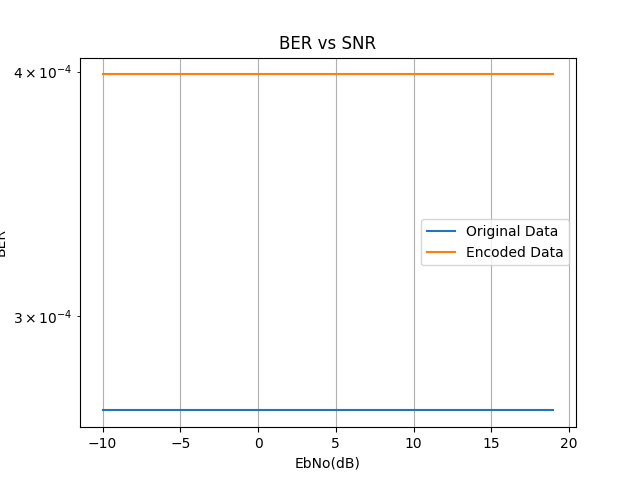 BER vs SNR
4 × 10⁻⁴
3 × 10⁻⁴
BER
Original Data
Encoded Data
−10 −5 0 5 10 15 20
EbNo(dB)